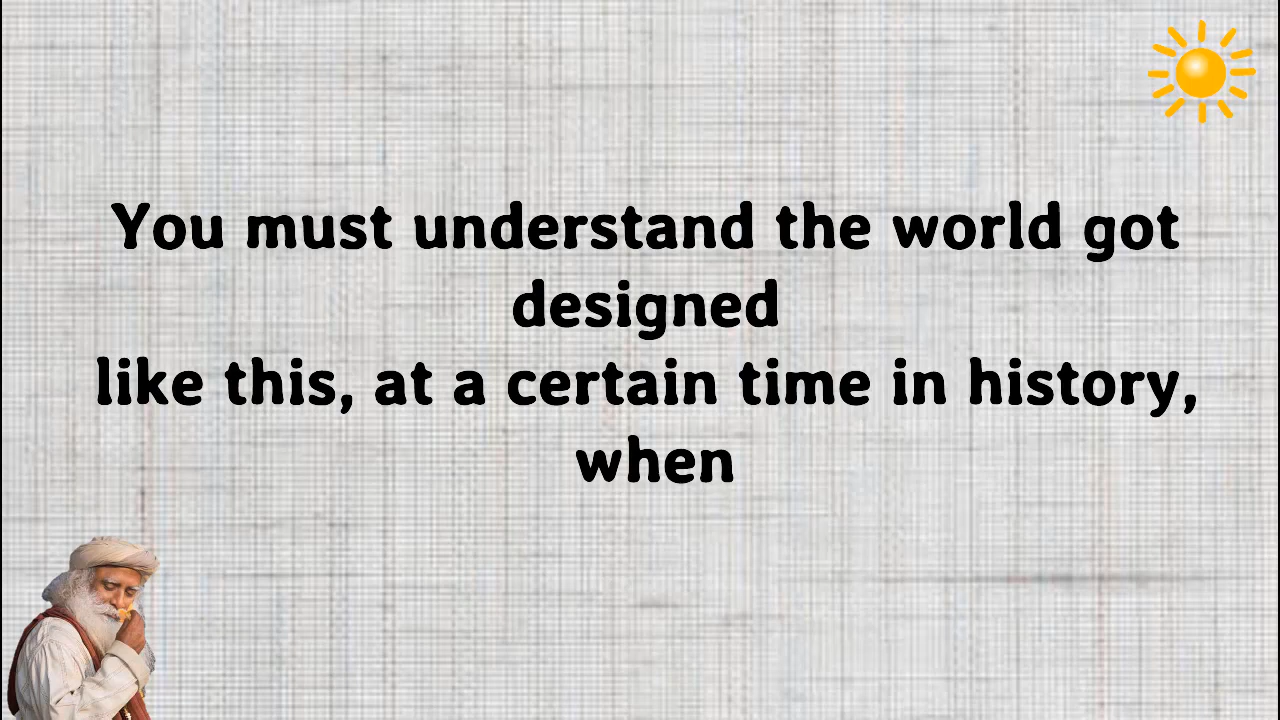 You must understand the world got
designed
like this, at a certain time in history,
when